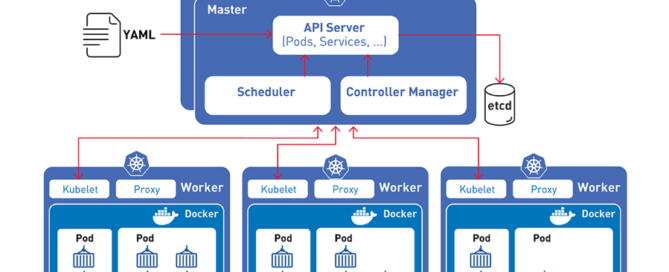 Master
YAML
API Server
(Pods, Services, ...)
Scheduler
Controller Manager
etcd
Kubelet
Proxy
Worker
Docker
Pod
Pod
Kubelet
Proxy
Worker
Docker
Pod
Pod
Kubelet
Proxy
Worker
Docker
Pod
Pod